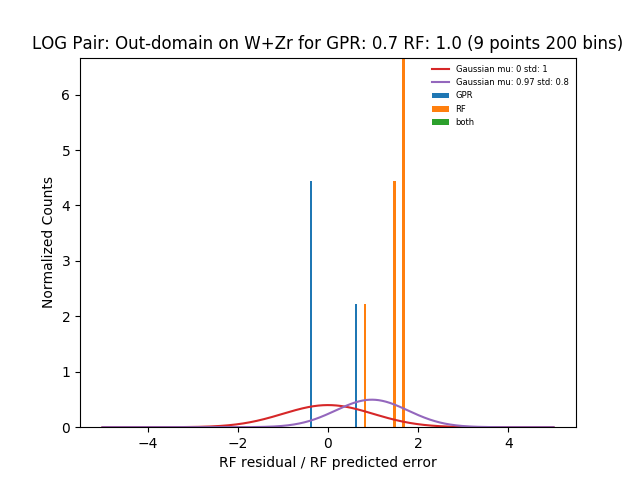 LOG Pair: Out-domain on W+Zr for GPR: 0.7 RF: 1.0 (9 points 200 bins)
Gaussian mu: 0 std: 1
Gaussian mu: 0.97 std: 0.8
GPR
RF
both
Normalized Counts
6
5
4
3
2
1
0
−4
−2
0
2
4
RF residual / RF predicted error